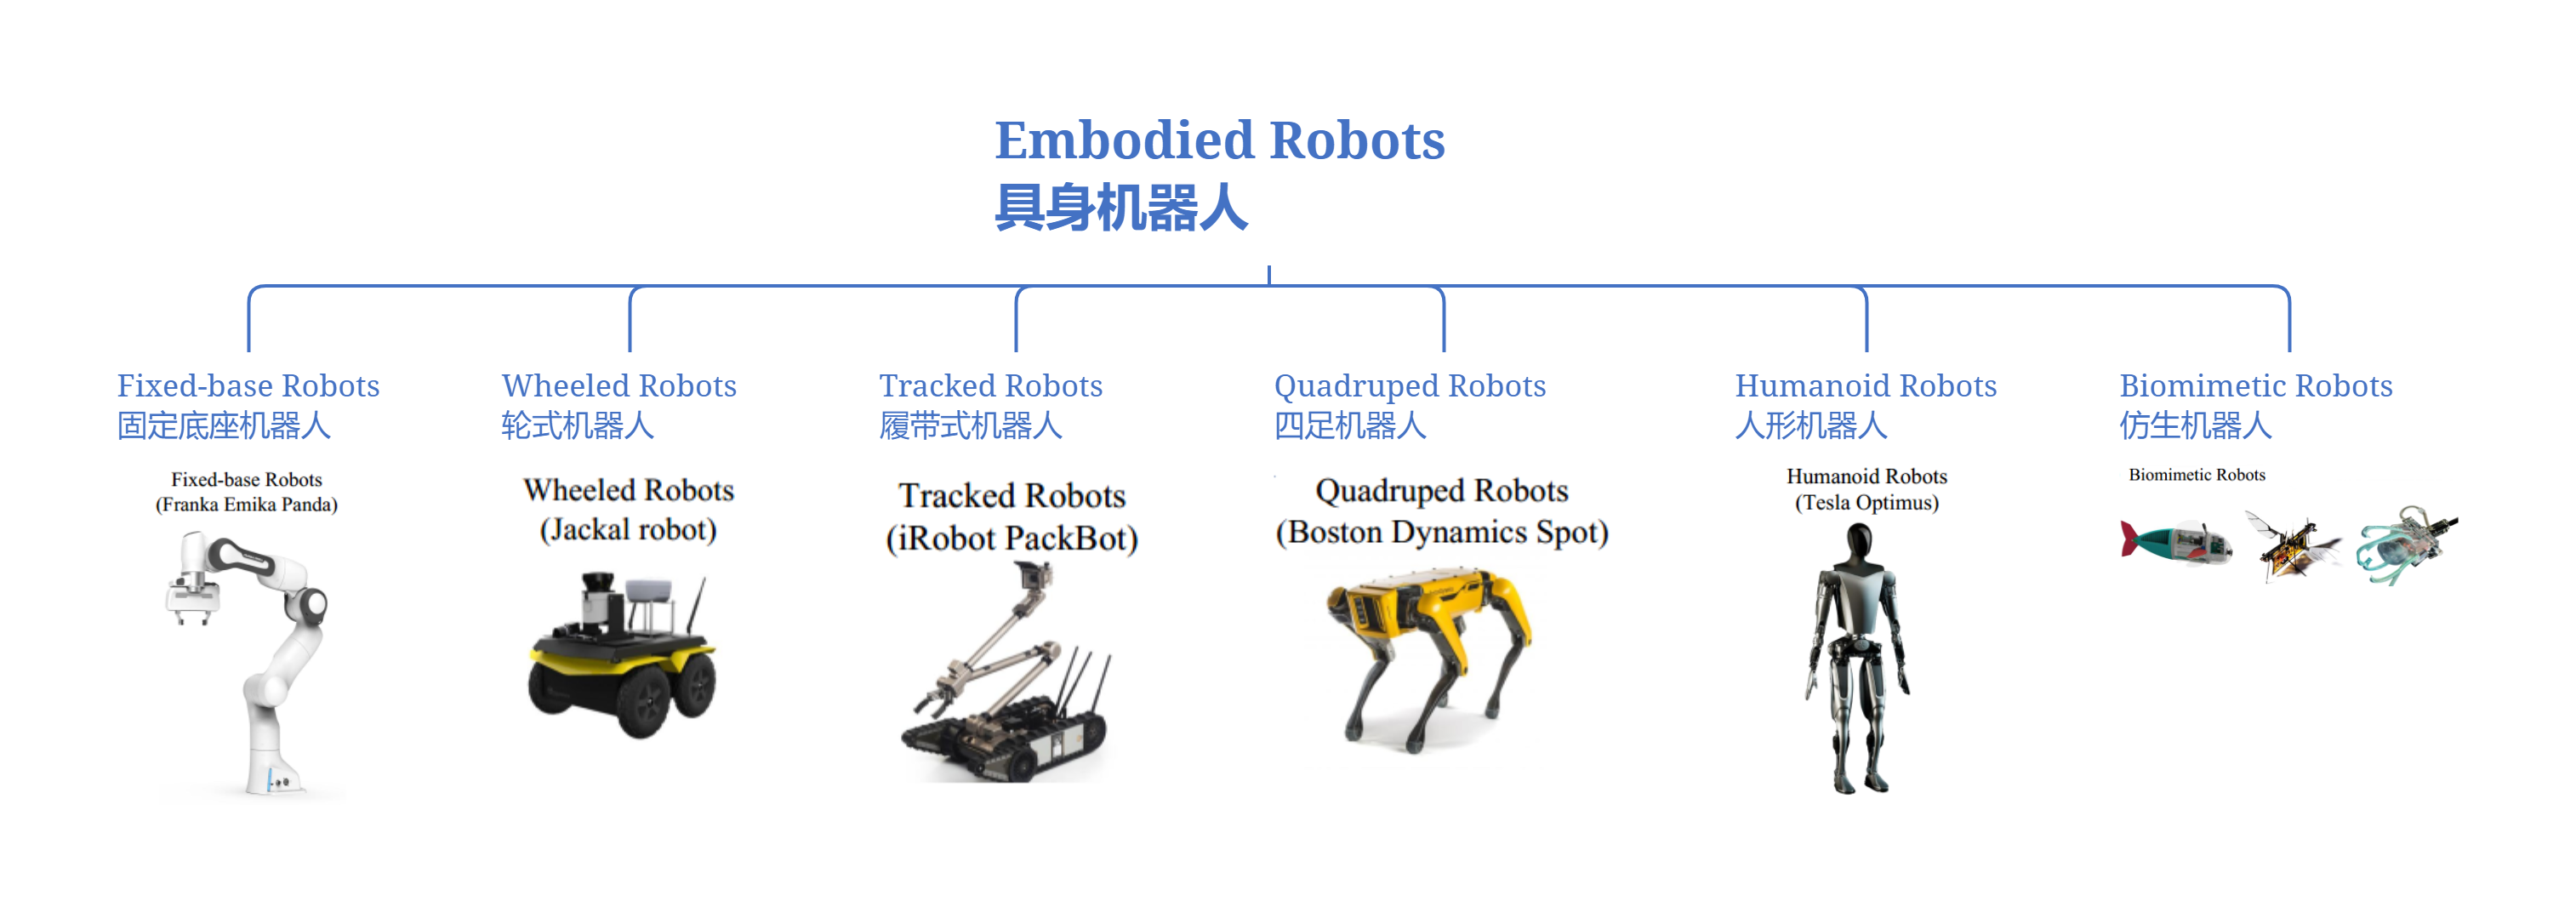 Embodied Robots
具身机器人
Fixed-base Robots
固定底座机器人
Wheeled Robots
轮式机器人
Tracked Robots
履带式机器人
Quadruped Robots
四足机器人
Humanoid Robots
人形机器人
Biomimetic Robots
仿生机器人
Fixed-base Robots
(Franka Emika Panda)
Wheeled Robots
(Jackal robot)
Tracked Robots
(iRobot PackBot)
Quadruped Robots
(Boston Dynamics Spot)
Humanoid Robots
(Tesla Optimus)
Biomimetic Robots